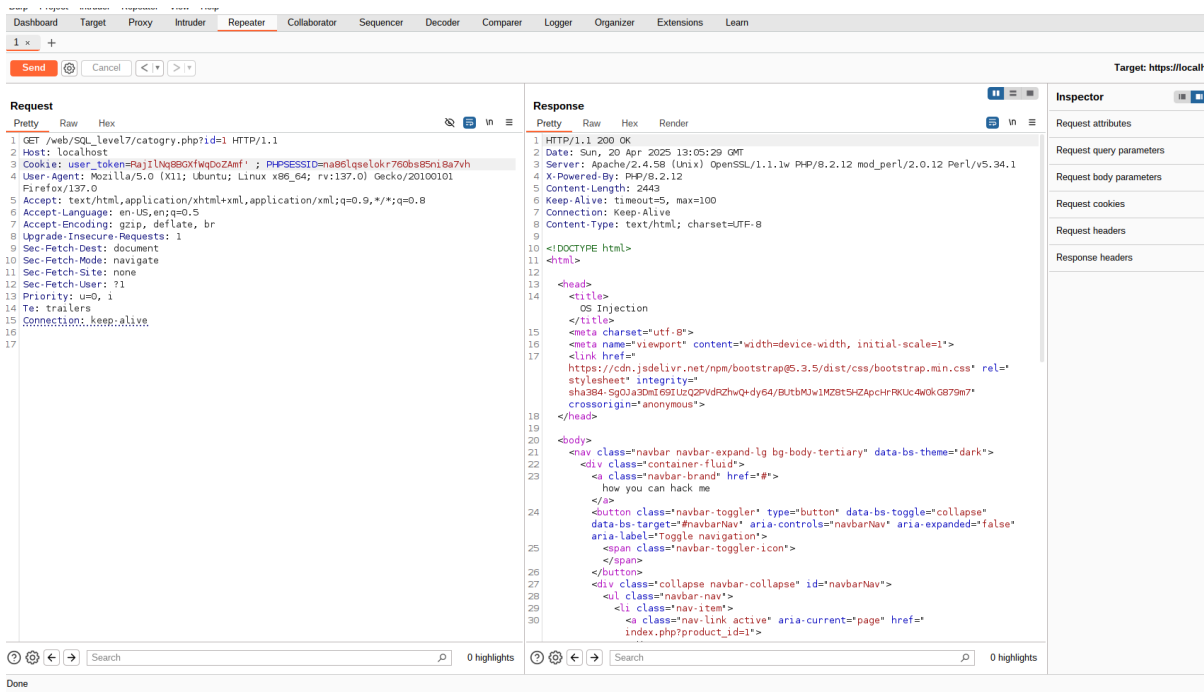 Dashboard Target Proxy Intruder Repeater Collaborator Sequencer Decoder Comparer Logger Organizer Extensions Learn
1 × +
Send Cancel < > Target: https://localh
Request
Pretty Raw Hex \n
1 GET /web/SQL_level7/catogry.php?id=1 HTTP/1.1
2 Host: localhost
3 Cookie: user_token=RajIlNq8BGXfWqDoZAmf' ; PHPSESSID=na86lqselokr760bs85ni8a7vh
4 User-Agent: Mozilla/5.0 (X11; Ubuntu; Linux x86_64; rv:137.0) Gecko/20100101
Firefox/137.0
5 Accept: text/html,application/xhtml+xml,application/xml;q=0.9,*/*;q=0.8
6 Accept-Language: en-US,en;q=0.5
7 Accept-Encoding: gzip, deflate, br
8 Upgrade-Insecure-Requests: 1
9 Sec-Fetch-Dest: document
10 Sec-Fetch-Mode: navigate
11 Sec-Fetch-Site: none
12 Sec-Fetch-User: ?1
13 Priority: u=0, i
14 Te: trailers
15 Connection: keep-alive
16
17
Response
Pretty Raw Hex Render \n
1 HTTP/1.1 200 OK
2 Date: Sun, 20 Apr 2025 13:05:29 GMT
3 Server: Apache/2.4.58 (Unix) OpenSSL/1.1.1w PHP/8.2.12 mod_perl/2.0.12 Perl/v5.34.1
4 X-Powered-By: PHP/8.2.12
5 Content-Length: 2443
6 Keep-Alive: timeout=5, max=100
7 Connection: Keep-Alive
8 Content-Type: text/html; charset=UTF-8
9
10 <!DOCTYPE html>
11 <html>
12
13 <head>
14 <title>
OS Injection
</title>
15 <meta charset="utf-8">
16 <meta name="viewport" content="width=device-width, initial-scale=1">
17 <link href="
https://cdn.jsdelivr.net/npm/bootstrap@5.3.5/dist/css/bootstrap.min.css" rel="
stylesheet" integrity="
sha384-SgOJa3DmI69IUzQ2PVdRZhwQ+dy64/BUtbMJw1MZ8t5HZApcHrRKUc4W0kG879m7"
crossorigin="anonymous">
18 </head>
19
20 <body>
21 <nav class="navbar navbar-expand-lg bg-body-tertiary" data-bs-theme="dark">
22 <div class="container-fluid">
23 <a class="navbar-brand" href="#">
how you can hack me
</a>
24 <button class="navbar-toggler" type="button" data-bs-toggle="collapse"
data-bs-target="#navbarNav" aria-controls="navbarNav" aria-expanded="false"
aria-label="Toggle navigation">
25 <span class="navbar-toggler-icon">
</span>
26 </button>
27 <div class="collapse navbar-collapse" id="navbarNav">
28 <ul class="navbar-nav">
29 <li class="nav-item">
30 <a class="nav-link active" aria-current="page" href="
index.php?product_id=1">
Inspector
Request attributes
Request query parameters
Request body parameters
Request cookies
Request headers
Response headers
Search 0 highlights
Search 0 highlights
Done